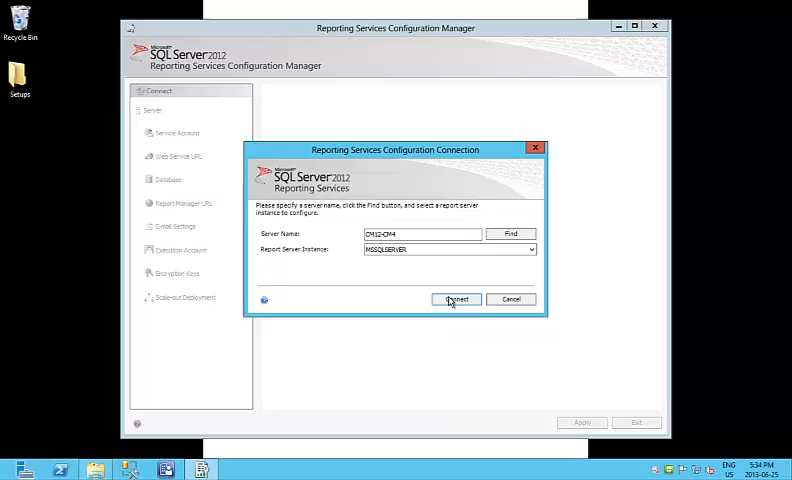 Recycle Bin
Setups
Reporting Services Configuration Manager
Microsoft
SQL Server 2012
Reporting Services Configuration Manager
Connect
Server
Service Account
Web Service URL
Database
Report Manager URL
E-mail Settings
Execution Account
Encryption Keys
Scale-out Deployment
Reporting Services Configuration Connection
Microsoft
SQL Server 2012
Reporting Services
Please specify a server name, click the Find button, and select a report server
instance to configure.
Server Name:
CM12-CM4
Find
Report Server Instance:
MSSQLSERVER
Connect
Cancel
Apply
Exit
ENG
5:34 PM
US
2013-06-25